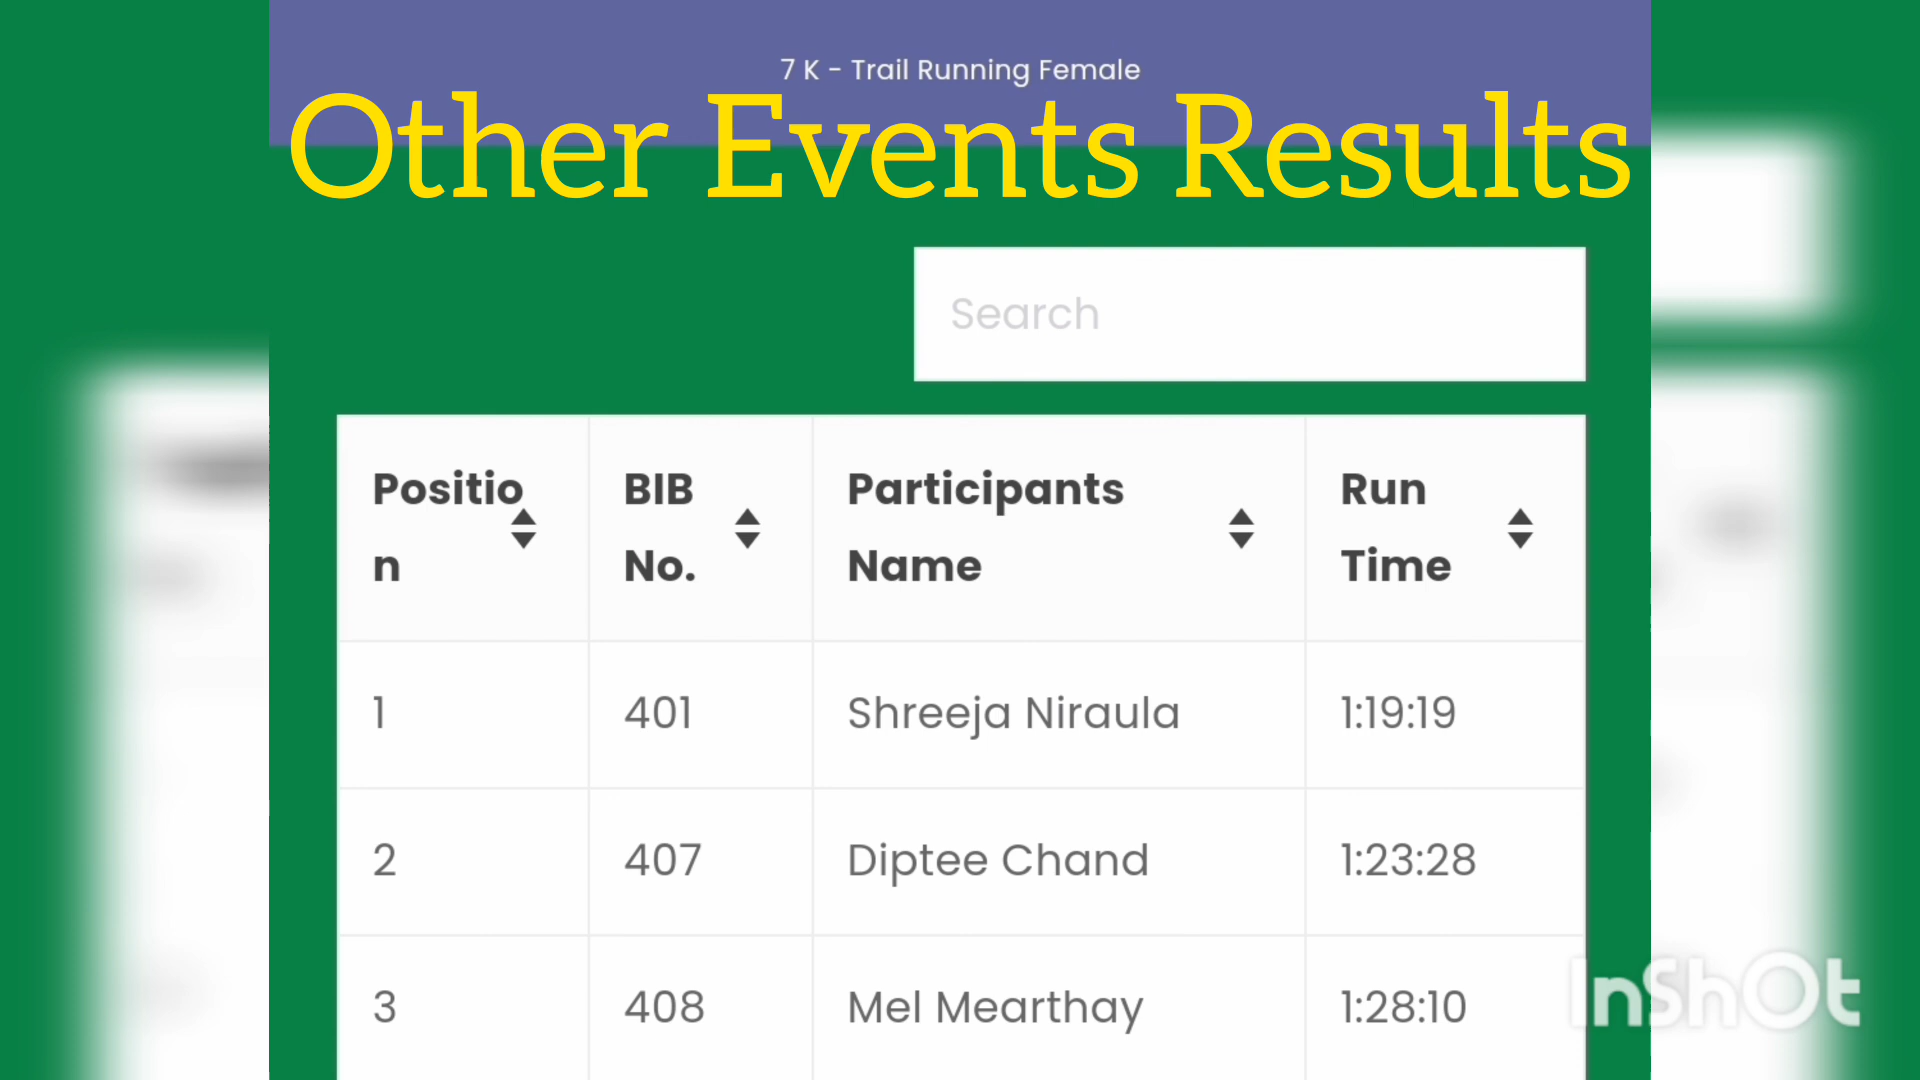 7 K - Trail Running Female
Other Events Results
Search
Positio
n
BIB
No.
Participants
Name
Run
Time
1 401 Shreeja Niraula 1:19:19
2 407 Diptee Chand 1:23:28
3 408 Mel Mearthay 1:28:10
InShOt